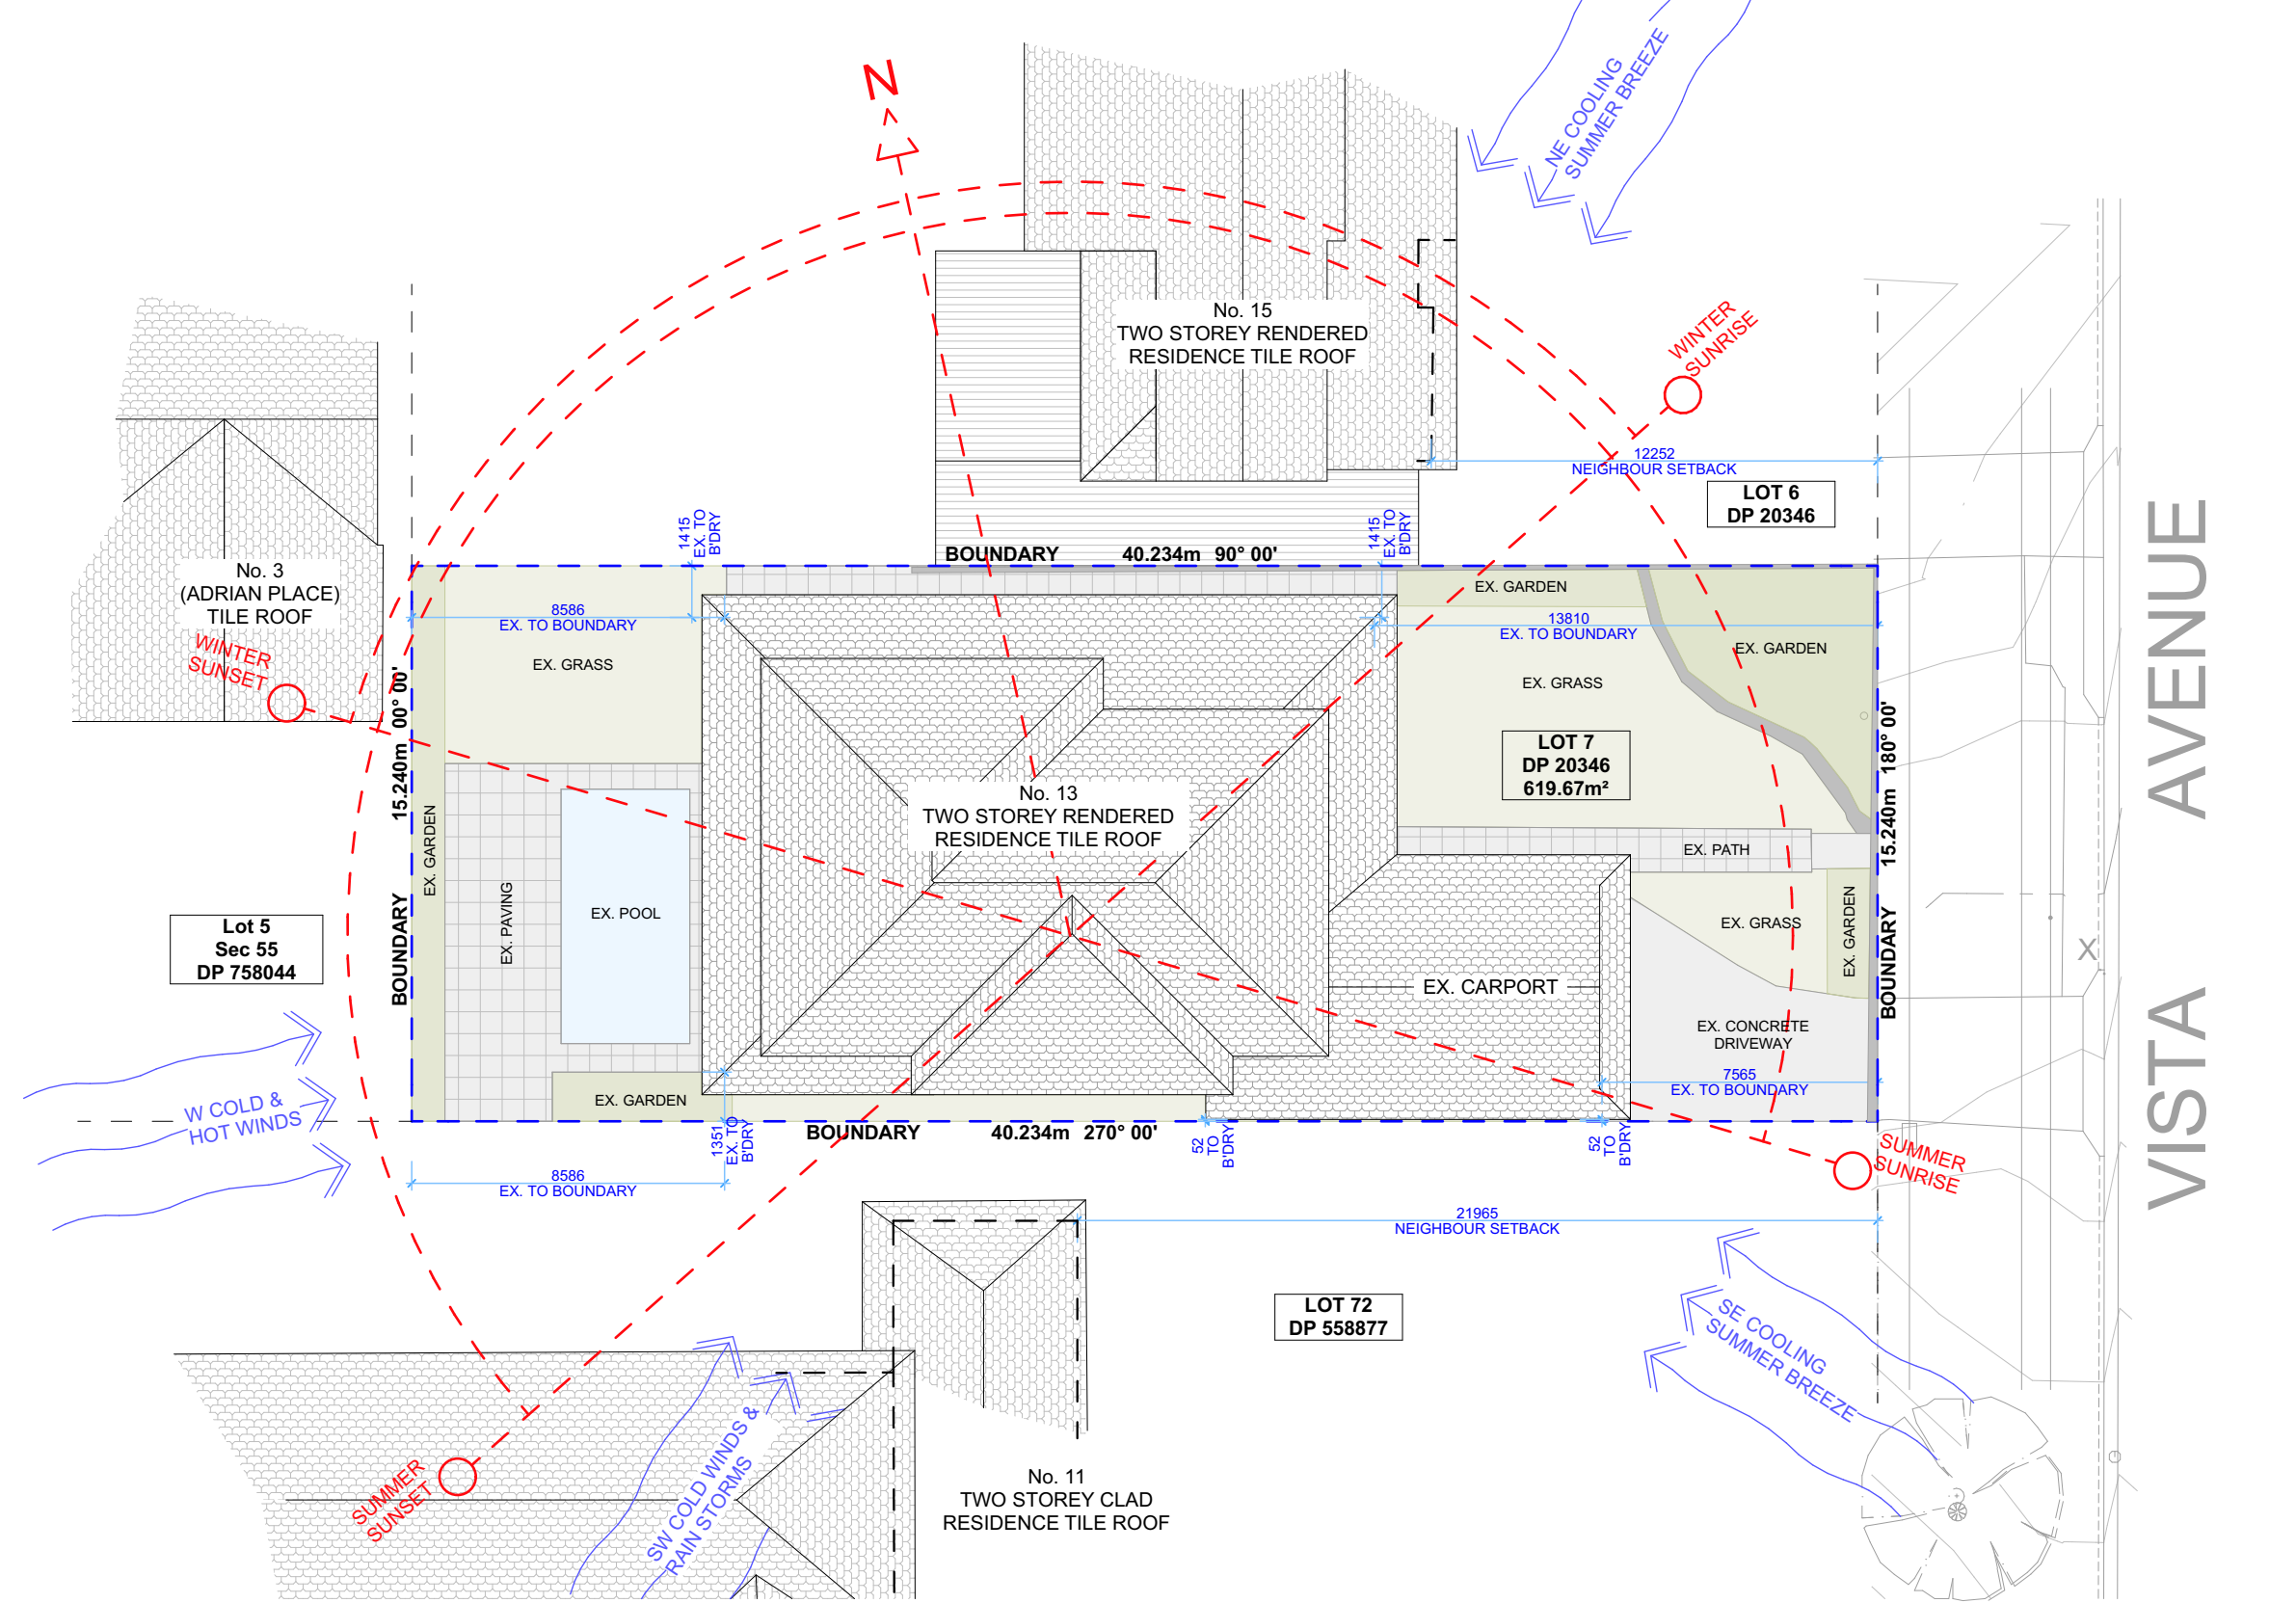 N
NE COOLING
SUMMER BREEZE
WINTER
SUNRISE
No. 15
TWO STOREY RENDERED
RESIDENCE TILE ROOF
12252
NEIGHBOUR SETBACK
LOT 6
DP 20346
No. 3
(ADRIAN PLACE)
TILE ROOF
WINTER
SUNSET
1415
EX. TO
B'DRY
BOUNDARY 40.234m 90° 00'
1415
EX. TO
B'DRY
8586
EX. TO BOUNDARY
EX. GRASS
EX. GARDEN
13810
EX. TO BOUNDARY
EX. GARDEN
EX. GRASS
LOT 7
DP 20346
619.67m²
BOUNDARY 15.240m 00° 00'
BOUNDARY 15.240m 180° 00'
No. 13
TWO STOREY RENDERED
RESIDENCE TILE ROOF
EX. GARDEN
EX. PAVING
EX. POOL
EX. PATH
EX. GRASS
EX. GARDEN
EX. CARPORT
EX. CONCRETE
DRIVEWAY
7565
EX. TO BOUNDARY
VISTA AVENUE
X
Lot 5
Sec 55
DP 758044
W COLD &
HOT WINDS
EX. GARDEN
1351
EX. TO
B'DRY
BOUNDARY 40.234m 270° 00'
52
TO
B'DRY
52
TO
B'DRY
8586
EX. TO BOUNDARY
SUMMER
SUNRISE
21965
NEIGHBOUR SETBACK
LOT 72
DP 558877
SE COOLING
SUMMER BREEZE
SUMMER
SUNSET
SW COLD WINDS &
RAIN STORMS
No. 11
TWO STOREY CLAD
RESIDENCE TILE ROOF